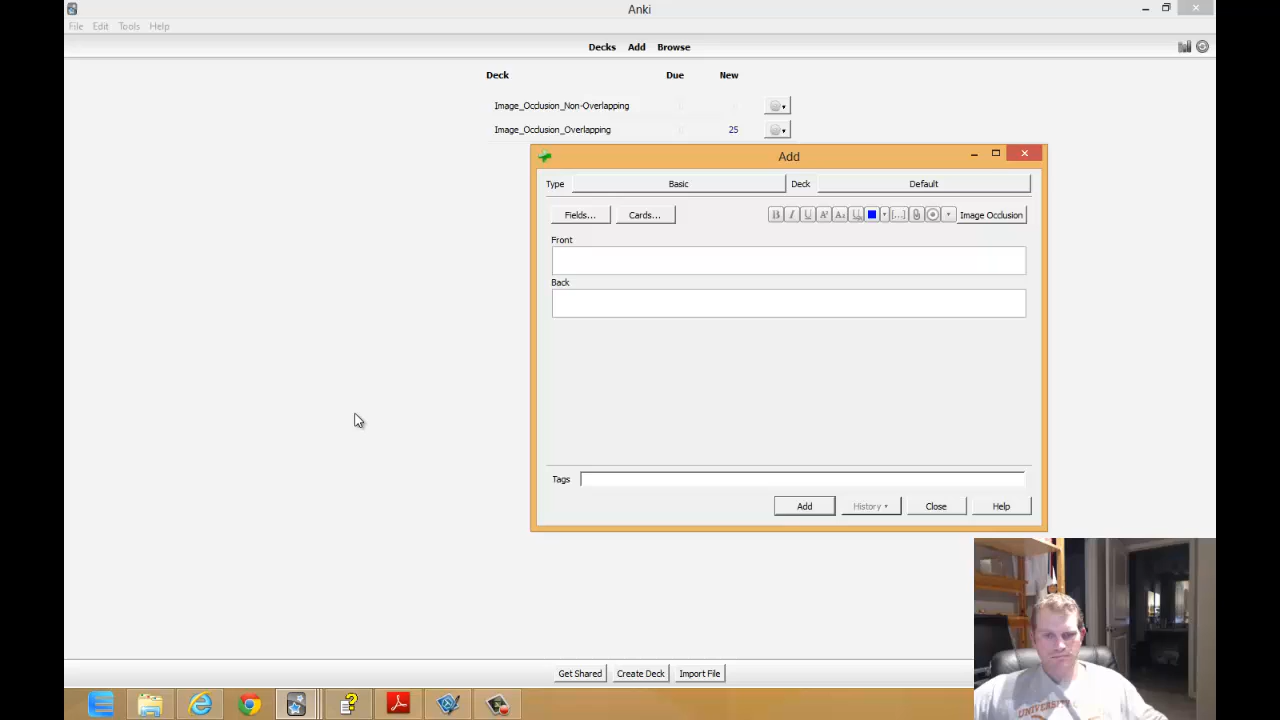 Anki
File Edit Tools Help
Decks Add Browse
Deck Due New
Image_Occlusion_Non-Overlapping
Image_Occlusion_Overlapping 25
Add
Type Basic Deck Default
Fields... Cards... B I U Image Occlusion
Front
Back
Tags
Add History Close Help
Get Shared Create Deck Import File
UNIVERSITY